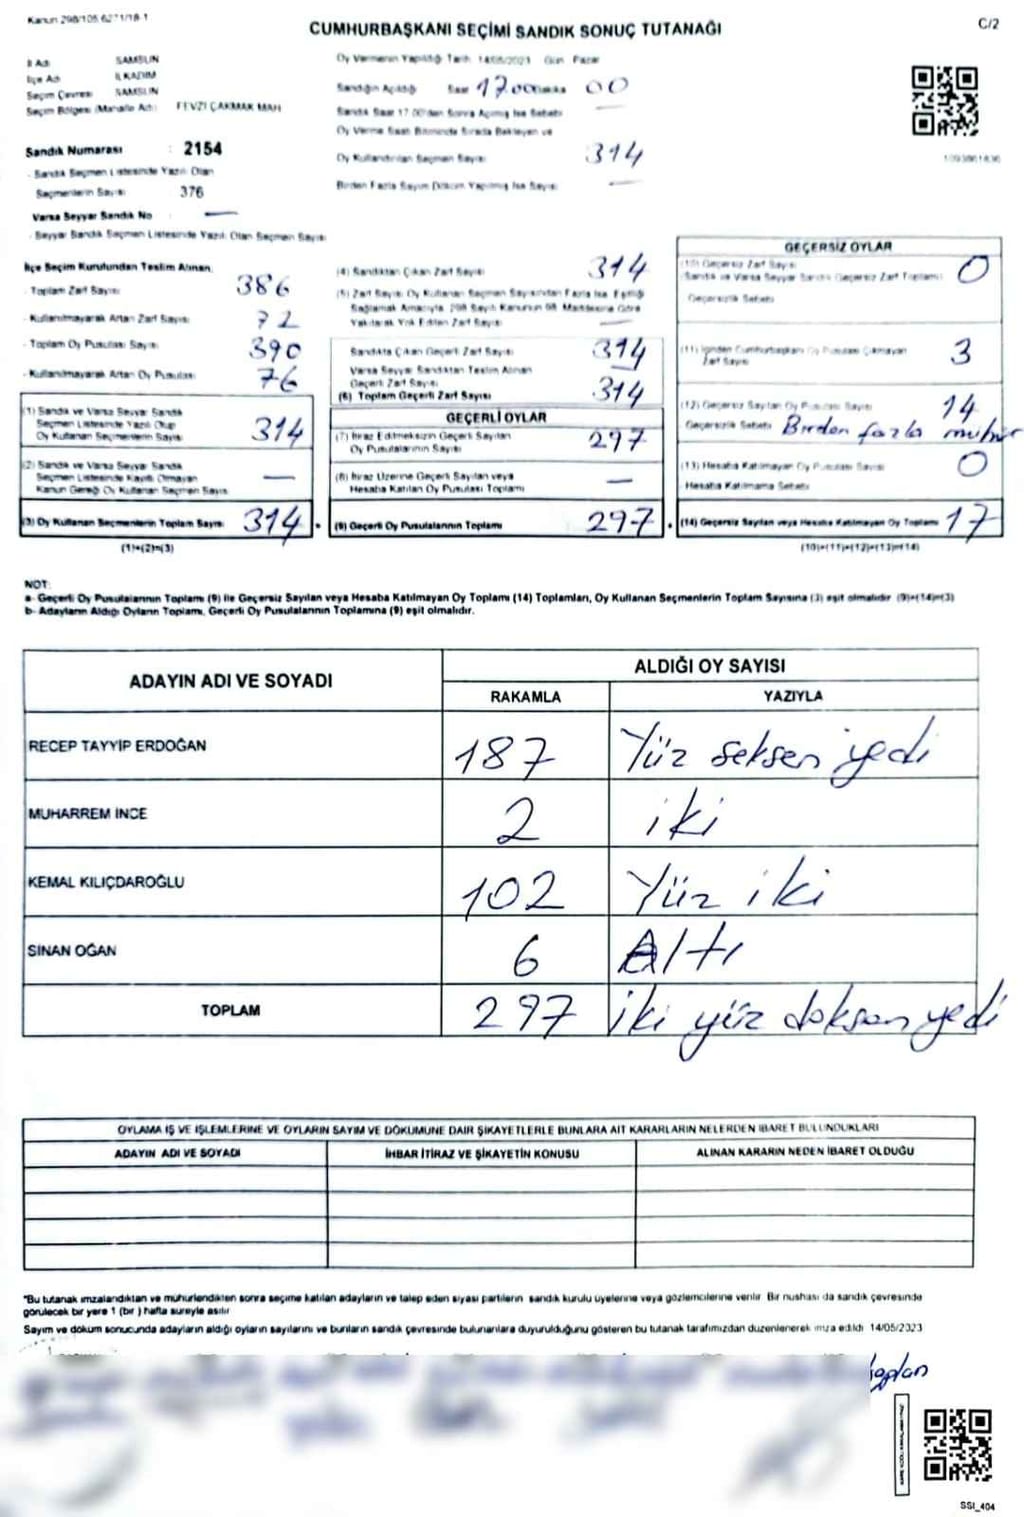 Kanun 298/105,6271/18-1
CUMHURBAŞKANI SEÇİMİ SANDIK SONUÇ TUTANAĞI
C/2
İl Adı SAMSUN
İlçe Adı İLKADIM
Seçim Çevresi SAMSUN
Seçim Bölgesi (Mahalle Adı) FEVZİ ÇAKMAK MAH
Sandık Numarası : 2154
- Sandık Seçmen Listesinde Yazılı Olan
Seçmenlerin Sayısı 376
Varsa Seyyar Sandık No —
- Seyyar Sandık Seçmen Listesinde Yazılı Olan Seçmen Sayısı
Oy Vermenin Yapıldığı Tarih 14/05/2023 Gün Pazar
Sandığın Açıldığı Saat 17.00 Dakika 00
Sandık Saat 17.00'den Sonra Açılmış İse Sebebi —
Oy Verme Saati Bitiminde Sırada Bekleyen ve
Oy Kullandırılan Seçmen Sayısı 314
Birden Fazla Sayım Döküm Yapılmış İse Sayısı —
İlçe Seçim Kurulundan Teslim Alınan:
- Toplam Zarf Sayısı 386
- Kullanılmayarak Artan Zarf Sayısı 72
- Toplam Oy Pusulası Sayısı 390
- Kullanılmayarak Artan Oy Pusulası 76
(1) Sandık ve Varsa Seyyar Sandık
Seçmen Listesinde Yazılı Olup
Oy Kullanan Seçmenlerin Sayısı 314
(2) Sandık ve Varsa Seyyar Sandık
Seçmen Listesinde Kayıtlı Olmayan
Kanun Gereği Oy Kullanan Seçmen Sayısı —
(3) Oy Kullanan Seçmenlerin Toplam Sayısı 314
(1)+(2)=(3)
(4) Sandıktan Çıkan Zarf Sayısı 314
(5) Zarf Sayısı Oy Kullanan Seçmen Sayısından Fazla İse, Eşitliği
Sağlamak Amacıyla, 298 Sayılı Kanunun 98. Maddesine Göre
Yakılarak Yok Edilen Zarf Sayısı —
Sandıkta Çıkan Geçerli Zarf Sayısı 314
Varsa Seyyar Sandıktan Teslim Alınan
Geçerli Zarf Sayısı —
(6) Toplam Geçerli Zarf Sayısı 314
GEÇERLİ OYLAR
(7) İtiraz Edilmeksizin Geçerli Sayılan
Oy Pusulalarının Sayısı 297
(8) İtiraz Üzerine Geçerli Sayılan veya
Hesaba Katılan Oy Pusulası Toplamı —
(9) Geçerli Oy Pusulalarının Toplamı 297
GEÇERSİZ OYLAR
(10) Geçersiz Zarf Sayısı
(Sandık ve Varsa Seyyar Sandık Geçersiz Zarf Toplamı) 0
Geçersizlik Sebebi
(11) İçinden Cumhurbaşkanı Oy Pusulası Çıkmayan
Zarf Sayısı 3
(12) Geçersiz Sayılan Oy Pusulası Sayısı 14
Geçersizlik Sebebi Birden fazla mühür
(13) Hesaba Katılmayan Oy Pusulası Sayısı 0
Hesaba Katılmama Sebebi
(14) Geçersiz Sayılan veya Hesaba Katılmayan Oy Toplamı 17
(10)+(11)+(12)+(13)=(14)
NOT:
a- Geçerli Oy Pusulalarının Toplamı (9) ile Geçersiz Sayılan veya Hesaba Katılmayan Oy Toplamı (14) Toplamları, Oy Kullanan Seçmenlerin Toplam Sayısına (3) eşit olmalıdır. (9)+(14)=(3)
b- Adayların Aldığı Oyların Toplamı, Geçerli Oy Pusulalarının Toplamına (9) eşit olmalıdır.
ADAYIN ADI VE SOYADI
ALDIĞI OY SAYISI
RAKAMLA YAZIYLA
RECEP TAYYİP ERDOĞAN 187 Yüz seksen yedi
MUHARREM İNCE 2 iki
KEMAL KILIÇDAROĞLU 102 Yüz iki
SİNAN OĞAN 6 Altı
TOPLAM 297 iki yüz doksan yedi
OYLAMA İŞ VE İŞLEMLERİNE VE OYLARIN SAYIM VE DÖKÜMÜNE DAİR ŞİKAYETLERLE BUNLARA AİT KARARLARIN NELERDEN İBARET BULUNDUKLARI
ADAYIN ADI VE SOYADI İHBAR İTİRAZ VE ŞİKAYETİN KONUSU ALINAN KARARIN NEDEN İBARET OLDUĞU
*Bu tutanak imzalandıktan ve mühürlendikten sonra seçime katılan adayların ve talep eden siyasi partilerin sandık kurulu üyelerine veya gözlemcilerine verilir. Bir nushası da sandık çevresinde
görülecek bir yere 1 (bir ) hafta süreyle asılır
Sayım ve döküm sonucunda adayların aldığı oyların sayılarını ve bunların sandık çevresinde bulunanlara duyurulduğunu gösteren bu tutanak tarafımızdan düzenlenerek imza edildi 14/05/2023
SSI_404